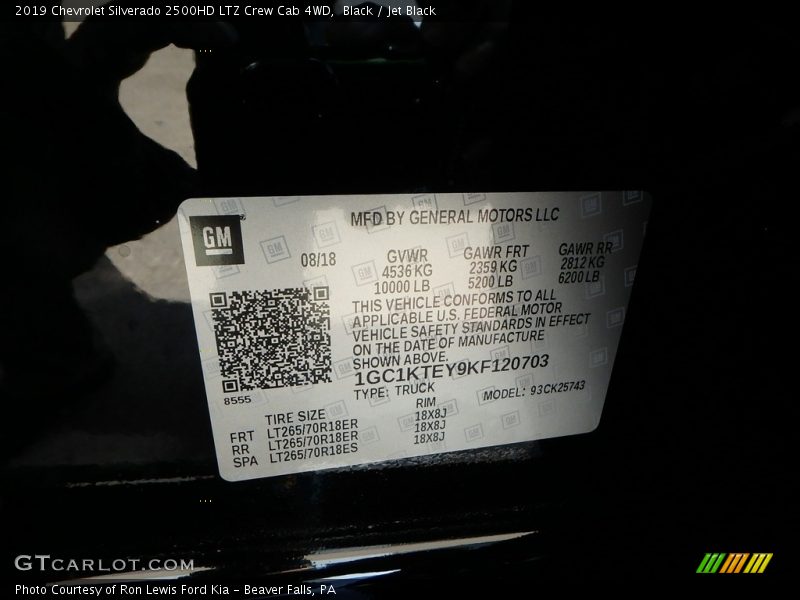 2019 Chevrolet Silverado 2500HD LTZ Crew Cab 4WD, Black / Jet Black
MFD BY GENERAL MOTORS LLC
GM
08/18 GVWR GAWR FRT GAWR RR
4536 KG 2359 KG 2812 KG
10000 LB 5200 LB 6200 LB
THIS VEHICLE CONFORMS TO ALL
APPLICABLE U.S. FEDERAL MOTOR
VEHICLE SAFETY STANDARDS IN EFFECT
ON THE DATE OF MANUFACTURE
SHOWN ABOVE.
1GC1KTEY9KF120703
8555
TYPE: TRUCK MODEL: 93CK25743
TIRE SIZE RIM
FRT LT265/70R18ER 18X8J
RR LT265/70R18ER 18X8J
SPA LT265/70R18ES 18X8J
GTCARLOT.COM
Photo Courtesy of Ron Lewis Ford Kia – Beaver Falls, PA